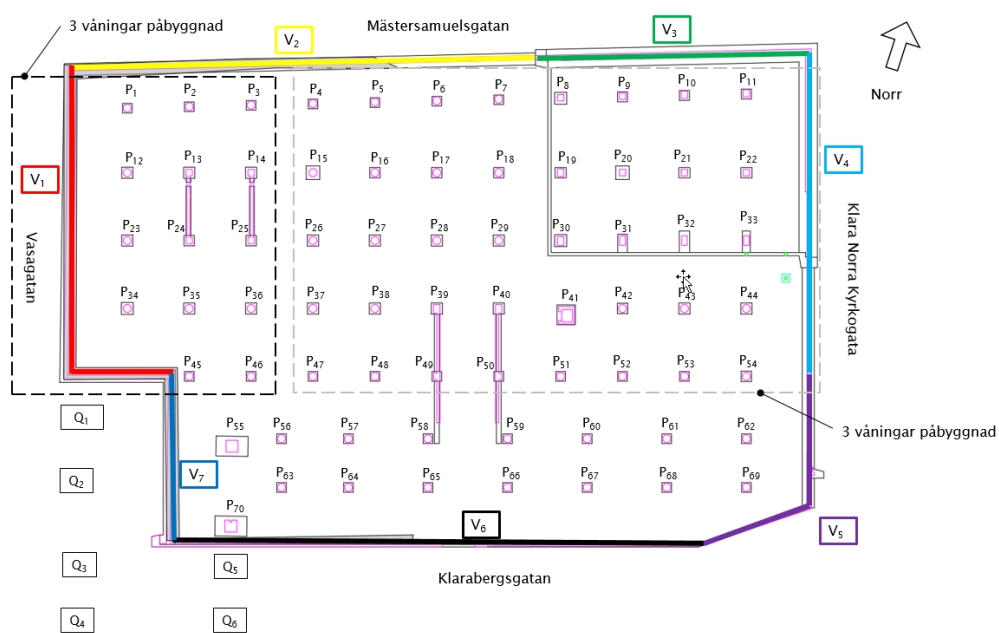 3 våningar påbyggnad
Mästersamuelsgatan
V₂
V₃
Norr
P₁ P₂ P₃ P₄ P₅ P₆ P₇ P₈ P₉ P₁₀ P₁₁
P₁₂ P₁₃ P₁₄ P₁₅ P₁₆ P₁₇ P₁₈ P₁₉ P₂₀ P₂₁ P₂₂
V₁
V₄
P₂₃ P₂₄ P₂₅ P₂₆ P₂₇ P₂₈ P₂₉ P₃₀ P₃₁ P₃₂ P₃₃
Vasagatan
Klara Norra Kyrkogata
P₃₄ P₃₅ P₃₆ P₃₇ P₃₈ P₃₉ P₄₀ P₄₁ P₄₂ P₄₃ P₄₄
P₄₅ P₄₆ P₄₇ P₄₈ P₄₉ P₅₀ P₅₁ P₅₂ P₅₃ P₅₄
Q₁
P₅₅ P₅₆ P₅₇ P₅₈ P₅₉ P₆₀ P₆₁ P₆₂
3 våningar påbyggnad
Q₂
V₇
P₆₃ P₆₄ P₆₅ P₆₆ P₆₇ P₆₈ P₆₉
P₇₀
V₆
V₅
Q₃
Q₅
Klarabergsgatan
Q₄
Q₆